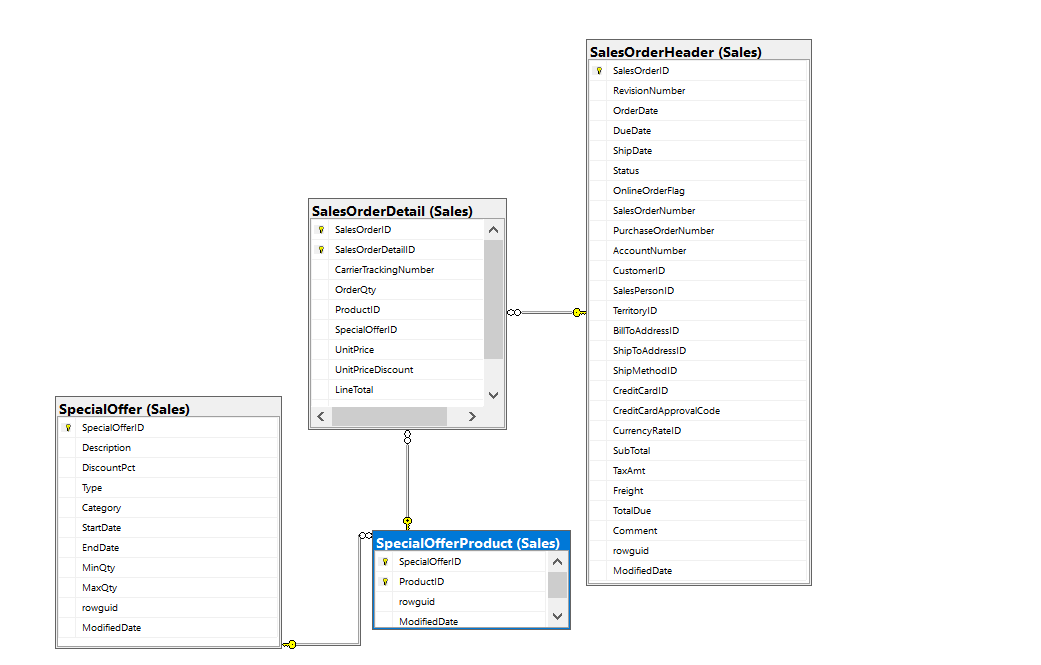 SalesOrderHeader (Sales)
SalesOrderID
RevisionNumber
OrderDate
DueDate
ShipDate
Status
OnlineOrderFlag
SalesOrderNumber
PurchaseOrderNumber
AccountNumber
CustomerID
SalesPersonID
TerritoryID
BillToAddressID
ShipToAddressID
ShipMethodID
CreditCardID
CreditCardApprovalCode
CurrencyRateID
SubTotal
TaxAmt
Freight
TotalDue
Comment
rowguid
ModifiedDate
SalesOrderDetail (Sales)
SalesOrderID
SalesOrderDetailID
CarrierTrackingNumber
OrderQty
ProductID
SpecialOfferID
UnitPrice
UnitPriceDiscount
LineTotal
SpecialOffer (Sales)
SpecialOfferID
Description
DiscountPct
Type
Category
StartDate
EndDate
MinQty
MaxQty
rowguid
ModifiedDate
SpecialOfferProduct (Sales)
SpecialOfferID
ProductID
rowguid
ModifiedDate